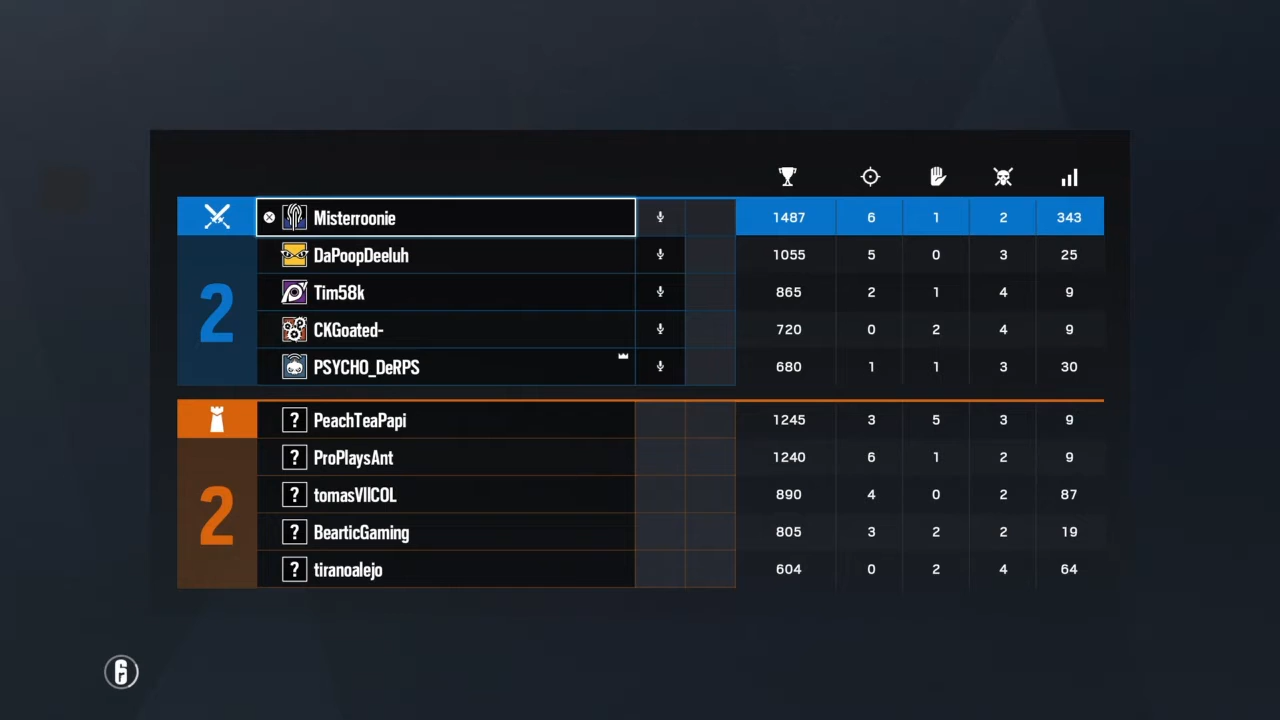 Misterroonie 1487 6 1 2 343
DaPoopDeeluh 1055 5 0 3 25
2
Tim58k 865 2 1 4 9
CKGoated- 720 0 2 4 9
PSYCHO_DeRPS 680 1 1 3 30
? PeachTeaPapi 1245 3 5 3 9
? ProPlaysAnt 1240 6 1 2 9
2
? tomasVIICOL 890 4 0 2 87
? BearticGaming 805 3 2 2 19
? tiranoalejo 604 0 2 4 64
6